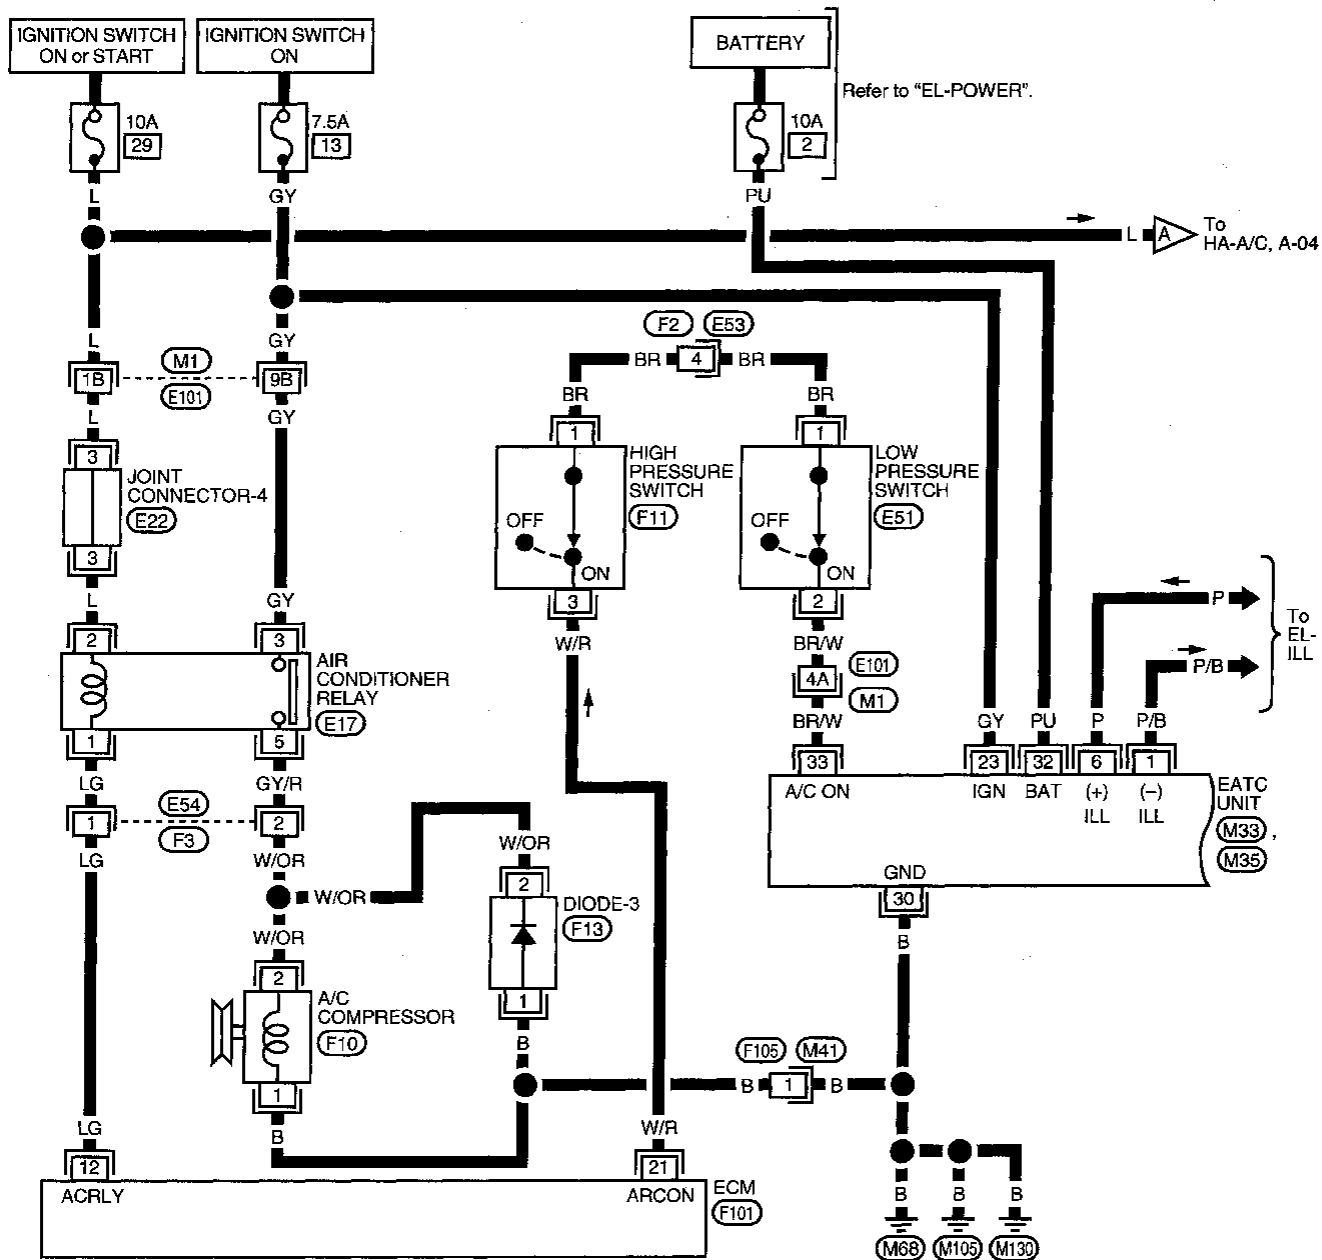 IGNITION SWITCH
ON or START
IGNITION SWITCH
ON
BATTERY
Refer to "EL-POWER".
10A
29
7.5A
13
10A
2
L
GY
PU
L
A
To
HA-A/C, A-04
L
GY
M1
F2
E53
1B
9B
BR
4
BR
E101
L
GY
BR
BR
3
1
1
JOINT
CONNECTOR-4
E22
HIGH
PRESSURE
SWITCH
F11
LOW
PRESSURE
SWITCH
E51
OFF
ON
OFF
ON
3
3
2
L
GY
W/R
BR/W
P
To
EL-
ILL
2
3
4A
E101
M1
P/B
AIR
CONDITIONER
RELAY
E17
BR/W
GY
PU
P
P/B
1
5
33
23
32
6
1
LG
GY/R
A/C ON
IGN
BAT
(+)
ILL
(–)
ILL
EATC
UNIT
M33 ,
M35
1
E54
F3
2
LG
W/OR
W/OR
GND
W/OR
2
30
DIODE-3
F13
W/OR
B
2
1
A/C
COMPRESSOR
F10
B
F105
M41
1
B
1
B
B
LG
W/R
12
21
ACRLY
ARCON
ECM
F101
B
B
B
M68
M105
M130